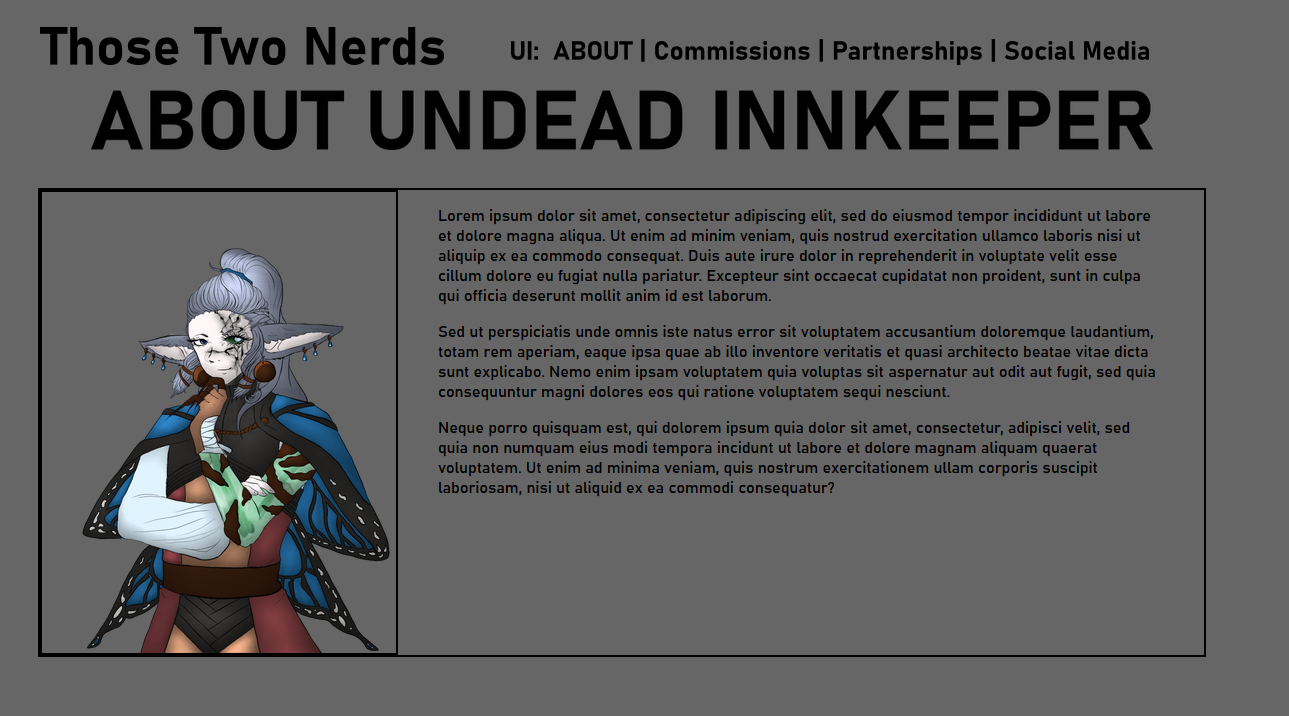 Those Two Nerds
UI: ABOUT | Commissions | Partnerships | Social Media
ABOUT UNDEAD INNKEEPER
Lorem ipsum dolor sit amet, consectetur adipiscing elit, sed do eiusmod tempor incididunt ut labore
et dolore magna aliqua. Ut enim ad minim veniam, quis nostrud exercitation ullamco laboris nisi ut
aliquip ex ea commodo consequat. Duis aute irure dolor in reprehenderit in voluptate velit esse
cillum dolore eu fugiat nulla pariatur. Excepteur sint occaecat cupidatat non proident, sunt in culpa
qui officia deserunt mollit anim id est laborum.
Sed ut perspiciatis unde omnis iste natus error sit voluptatem accusantium doloremque laudantium,
totam rem aperiam, eaque ipsa quae ab illo inventore veritatis et quasi architecto beatae vitae dicta
sunt explicabo. Nemo enim ipsam voluptatem quia voluptas sit aspernatur aut odit aut fugit, sed quia
consequuntur magni dolores eos qui ratione voluptatem sequi nesciunt.
Neque porro quisquam est, qui dolorem ipsum quia dolor sit amet, consectetur, adipisci velit, sed
quia non numquam eius modi tempora incidunt ut labore et dolore magnam aliquam quaerat
voluptatem. Ut enim ad minima veniam, quis nostrum exercitationem ullam corporis suscipit
laboriosam, nisi ut aliquid ex ea commodi consequatur?